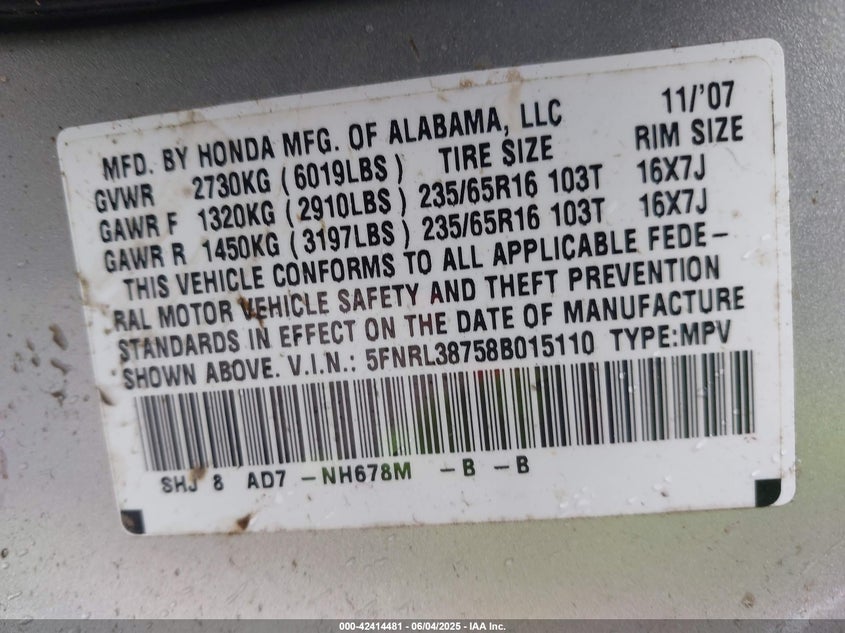 11/'07
MFD. BY HONDA MFG. OF ALABAMA, LLC
GVWR 2730KG (6019LBS) TIRE SIZE RIM SIZE
GAWR F 1320KG (2910LBS) 235/65R16 103T 16X7J
GAWR R 1450KG (3197LBS) 235/65R16 103T 16X7J
THIS VEHICLE CONFORMS TO ALL APPLICABLE FEDE-
RAL MOTOR VEHICLE SAFETY AND THEFT PREVENTION
STANDARDS IN EFFECT ON THE DATE OF MANUFACTURE
SHOWN ABOVE. V.I.N.: 5FNRL38758B015110 TYPE:MPV
SHJ 8 AD7 -NH678M -B -B
000-42414481 - 06/04/2025 - IAA Inc.